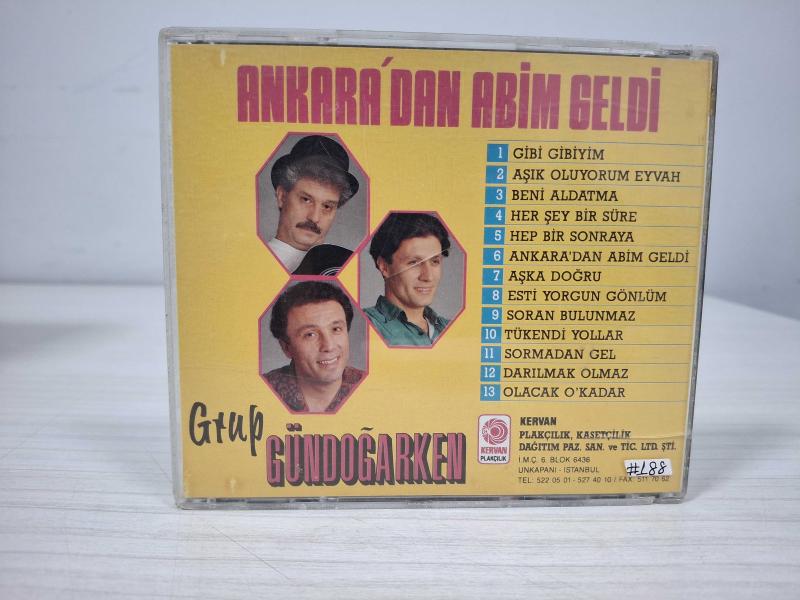 ANKARA'DAN ABİM GELDİ
1 GİBİ GİBİYİM
2 AŞIK OLUYORUM EYVAH
3 BENİ ALDATMA
4 HER ŞEY BİR SÜRE
5 HEP BİR SONRAYA
6 ANKARA'DAN ABİM GELDİ
7 AŞKA DOĞRU
8 ESTİ YORGUN GÖNLÜM
9 SORAN BULUNMAZ
10 TÜKENDİ YOLLAR
11 SORMADAN GEL
12 DARILMAK OLMAZ
13 OLACAK O'KADAR
Grup
GÜNDOĞARKEN
KERVAN
PLAKÇILIK
KERVAN
PLAKÇILIK, KASETÇİLİK
DAĞITIM PAZ. SAN. ve TİC. LTD. ŞTİ.
İ.M.Ç. 6. BLOK 6436
UNKAPANI - İSTANBUL
TEL: 522 05 01 - 527 40 10 / FAX: 511 70 62
#L88